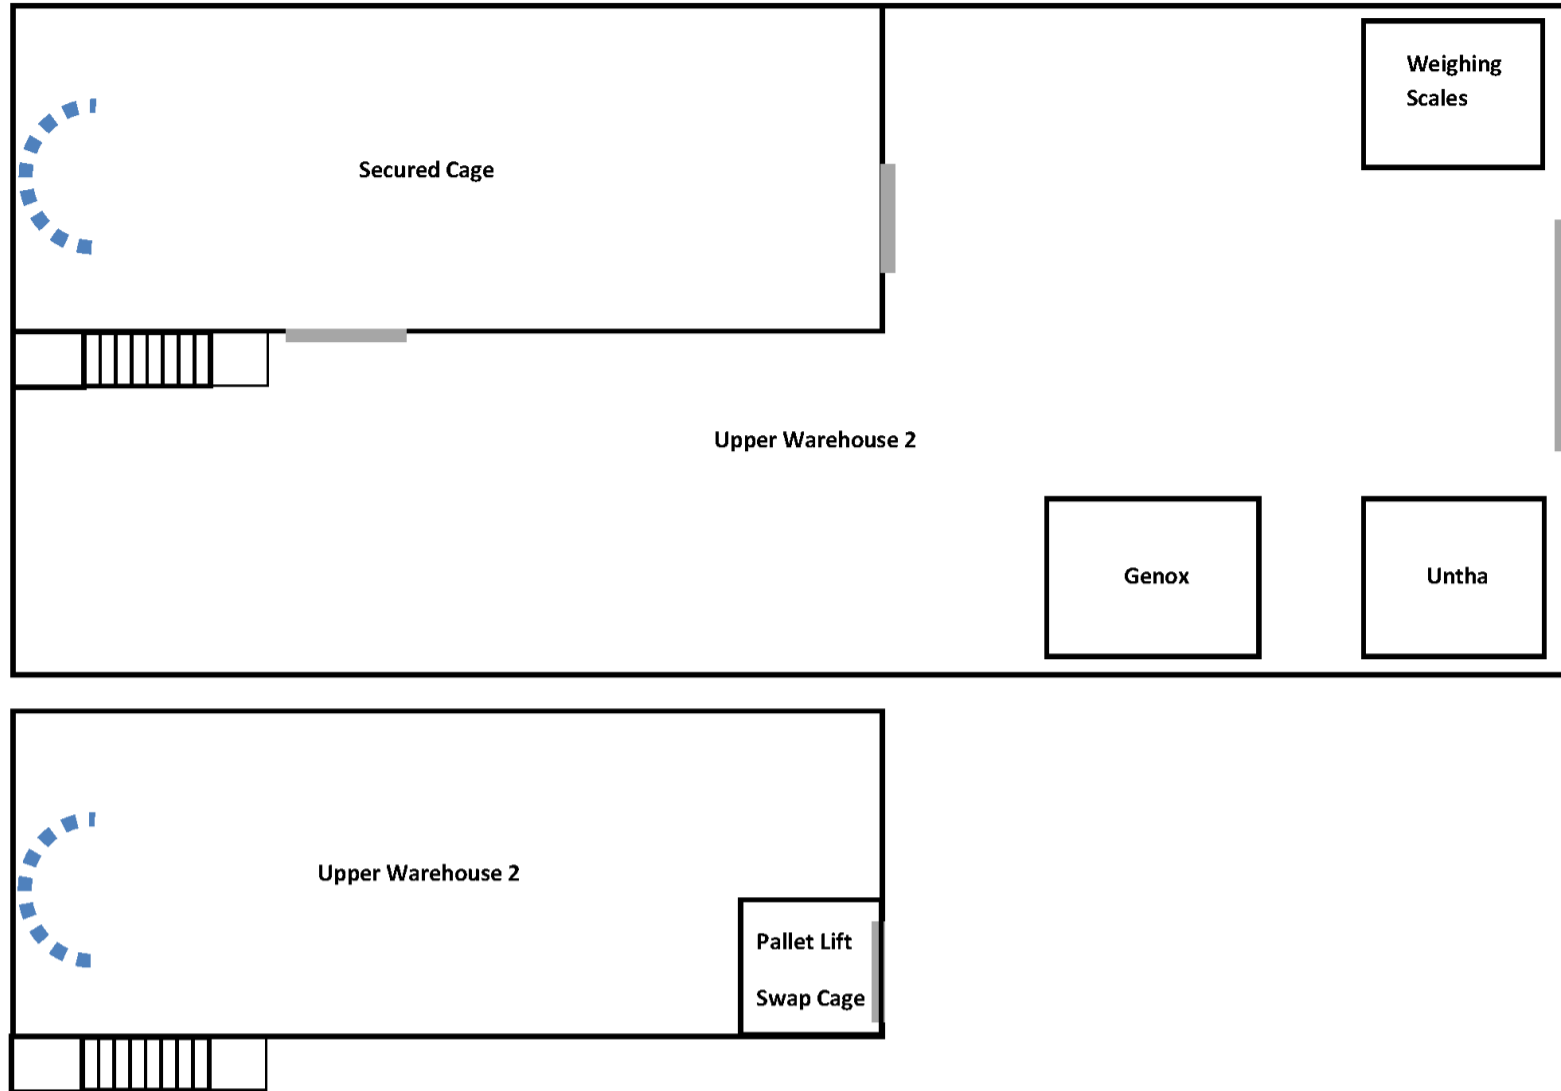 Weighing
Scales
Secured Cage
Upper Warehouse 2
Genox
Untha
Upper Warehouse 2
Pallet Lift
Swap Cage